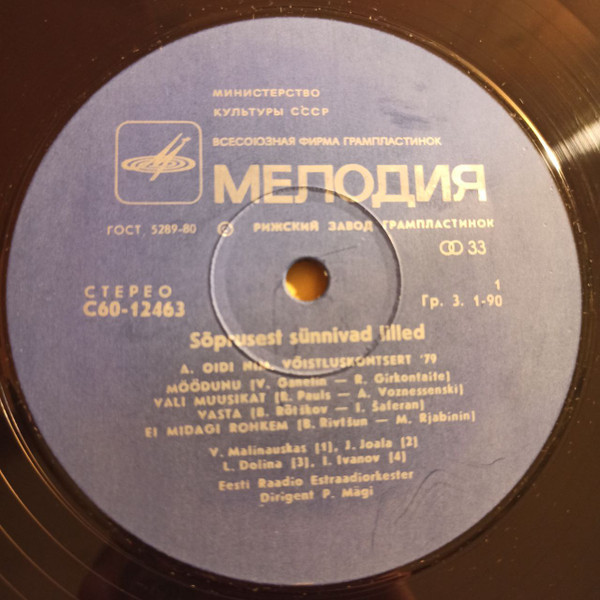 МИНИСТЕРСТВО
КУЛЬТУРЫ СССР
ВСЕСОЮЗНАЯ ФИРМА ГРАМПЛАСТИНОК
МЕЛОДИЯ
ГОСТ 5289-80 РИЖСКИЙ ЗАВОД ГРАМПЛАСТИНОК
33
СТЕРЕО 1
С60-12463 Гр. 3. 1-90
Sõprusest sünnivad lilled
A. OIDI NIM. VÕISTLUSKONTSERT '79
MÖÖDUNU (V. Ganelin — R. Girkontaite)
VALI MUUSIKAT (R. Pauls — A. Voznessenski)
VASTA (B. Rõtškov — I. Šaferan)
EI MIDAGI ROHKEM (B. Rivtšun — M. Rjabinin)
V. Malinauskas [1], J. Joala [2]
L. Dolina [3], I. Ivanov [4]
Eesti Raadio Estraadiorkester
Dirigent P. Mägi